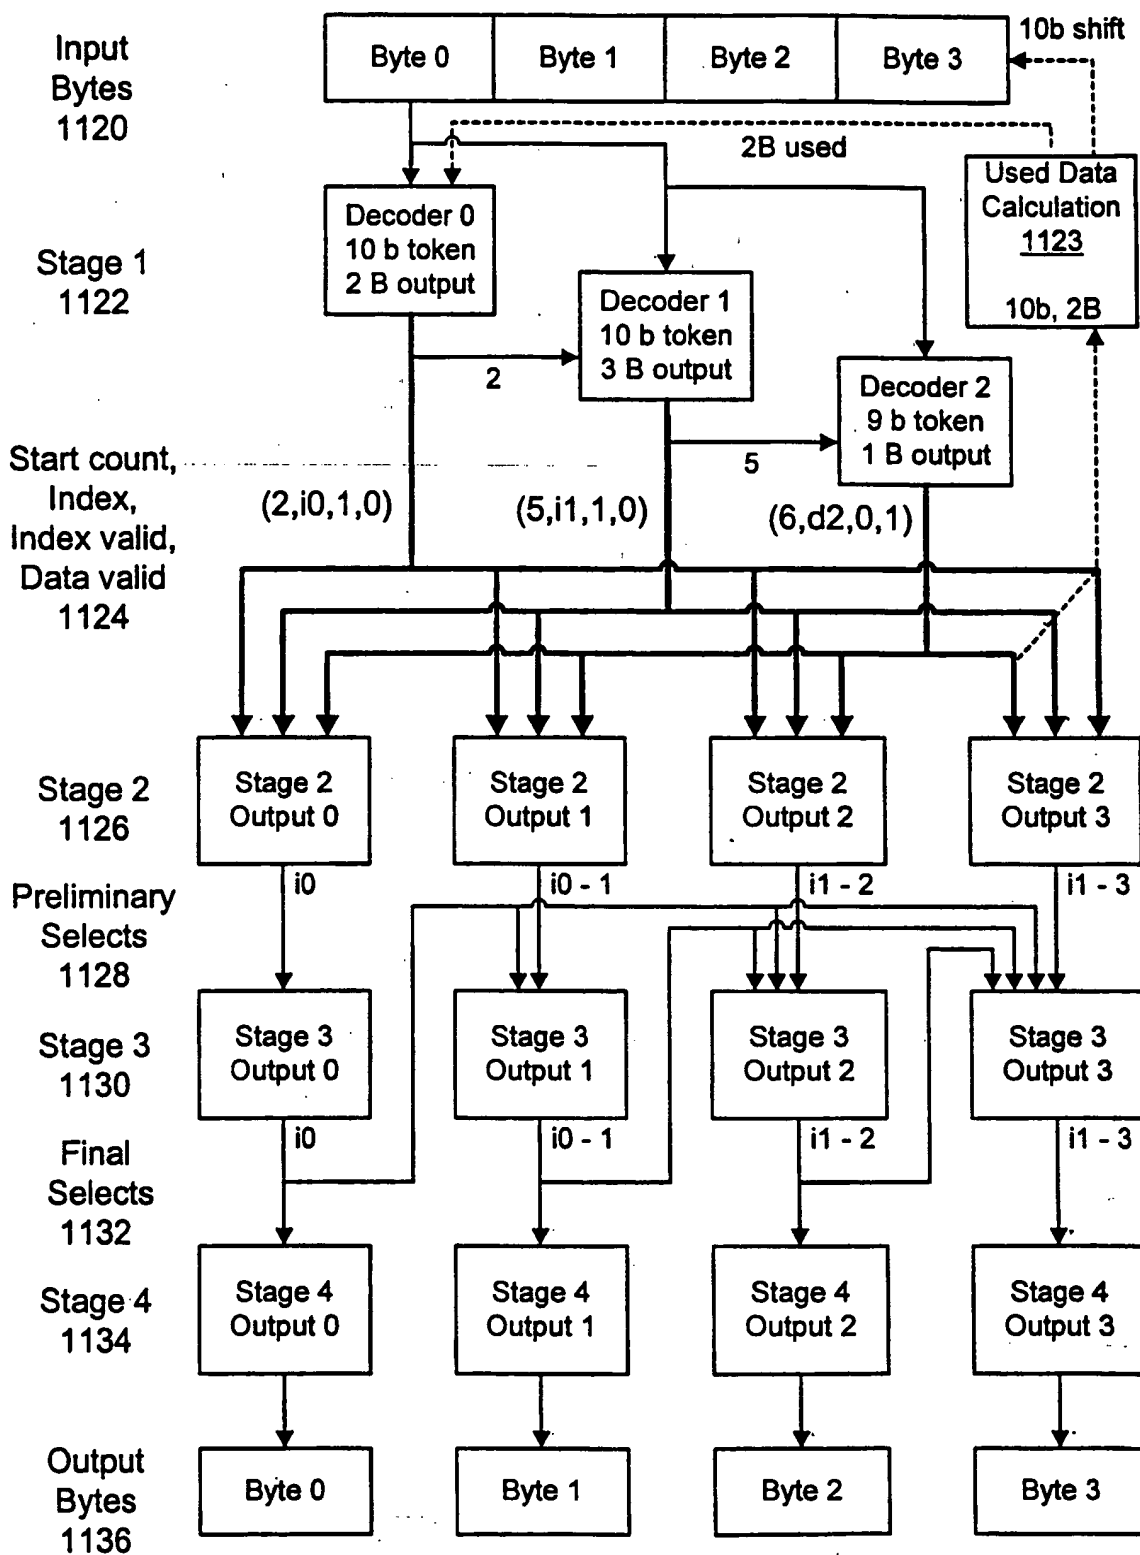 Input
Bytes
1120
Byte 0
Byte 1
Byte 2
Byte 3
10b shift
2B used
Used Data
Calculation
1123
10b, 2B
Stage 1
1122
Decoder 0
10 b token
2 B output
2
Decoder 1
10 b token
3 B output
5
Decoder 2
9 b token
1 B output
Start count,
Index,
Index valid,
Data valid
1124
(2,i0,1,0)
(5,i1,1,0)
(6,d2,0,1)
Stage 2
1126
Stage 2
Output 0
Stage 2
Output 1
Stage 2
Output 2
Stage 2
Output 3
Preliminary
Selects
1128
i0
i0 - 1
i1 - 2
i1 - 3
Stage 3
1130
Stage 3
Output 0
Stage 3
Output 1
Stage 3
Output 2
Stage 3
Output 3
Final
Selects
1132
i0
i0 - 1
i1 - 2
i1 - 3
Stage 4
1134
Stage 4
Output 0
Stage 4
Output 1
Stage 4
Output 2
Stage 4
Output 3
Output
Bytes
1136
Byte 0
Byte 1
Byte 2
Byte 3